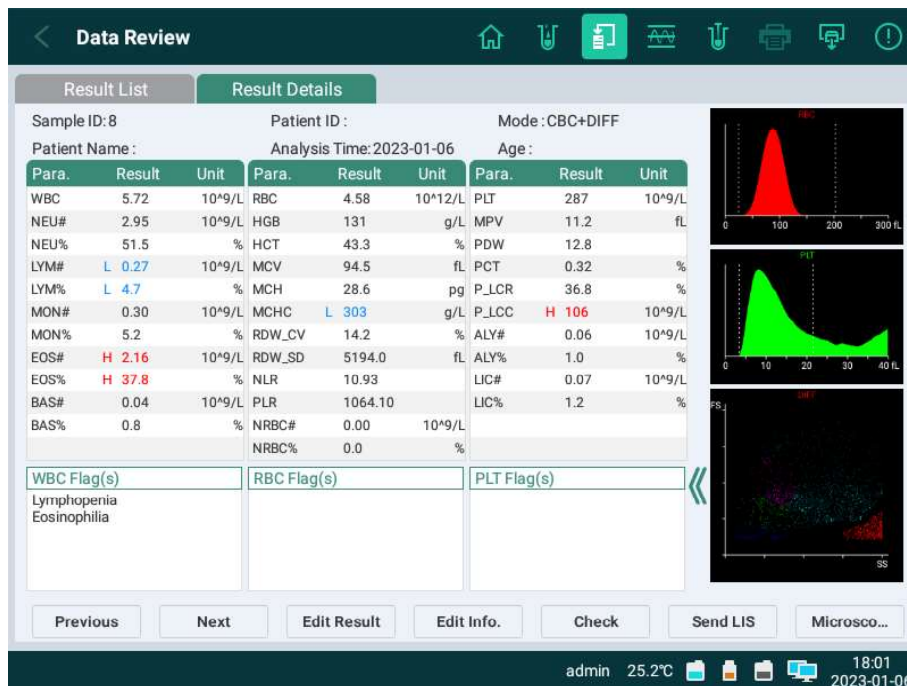 Data Review
Result List
Result Details
Sample ID:8 Patient ID : Mode:CBC+DIFF
Patient Name : Analysis Time:2023-01-06 Age :
Para. Result Unit Para. Result Unit Para. Result Unit
WBC 5.72 10^9/L RBC 4.58 10^12/L PLT 287 10^9/L
NEU# 2.95 10^9/L HGB 131 g/L MPV 11.2 fL
NEU% 51.5 % HCT 43.3 % PDW 12.8
LYM# L 0.27 10^9/L MCV 94.5 fL PCT 0.32 %
LYM% L 4.7 % MCH 28.6 pg P_LCR 36.8 %
MON# 0.30 10^9/L MCHC L 303 g/L P_LCC H 106 10^9/L
MON% 5.2 % RDW_CV 14.2 % ALY# 0.06 10^9/L
EOS# H 2.16 10^9/L RDW_SD 5194.0 fL ALY% 1.0 %
EOS% H 37.8 % NLR 10.93 LIC# 0.07 10^9/L
BAS# 0.04 10^9/L PLR 1064.10 LIC% 1.2 %
BAS% 0.8 % NRBC# 0.00 10^9/L
NRBC% 0.0 %
WBC Flag(s) RBC Flag(s) PLT Flag(s)
Lymphopenia
Eosinophilia
RBC
0 100 200 300 fL
PLT
0 10 20 30 40 fL
DIFF
FS
SS
Previous Next Edit Result Edit Info. Check Send LIS Microsco...
admin 25.2℃ 18:01
2023-01-06